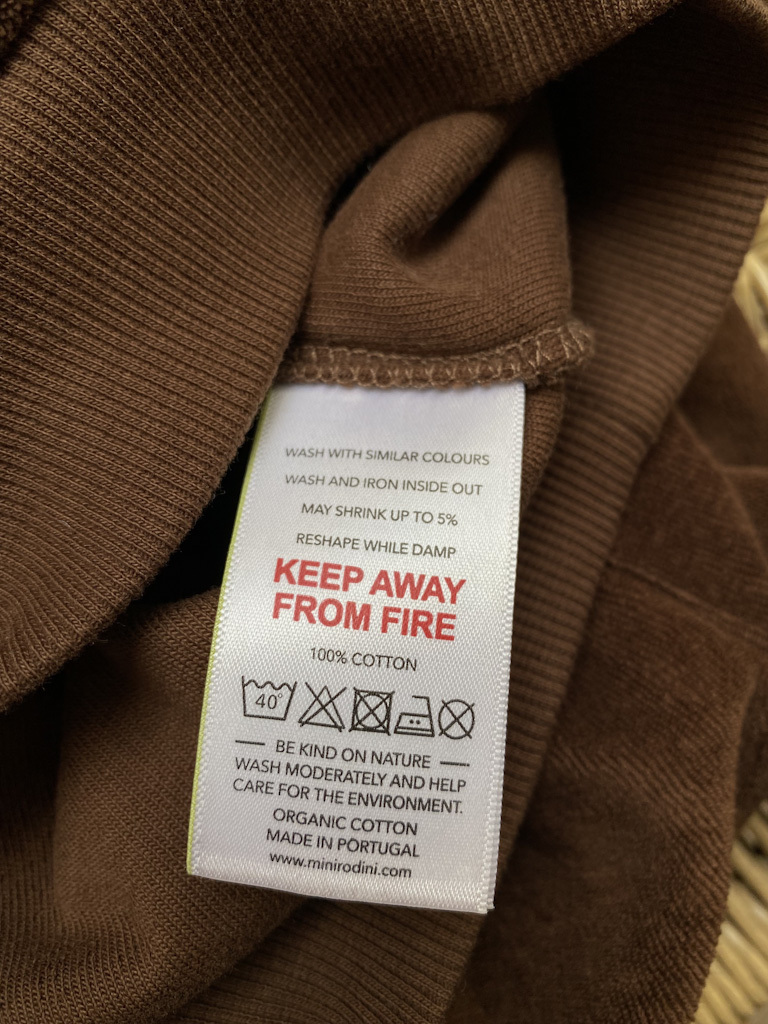 WASH WITH SIMILAR COLOURS
WASH AND IRON INSIDE OUT
MAY SHRINK UP TO 5%
RESHAPE WHILE DAMP
KEEP AWAY
FROM FIRE
100% COTTON
40°
BE KIND ON NATURE
WASH MODERATELY AND HELP
CARE FOR THE ENVIRONMENT.
ORGANIC COTTON
MADE IN PORTUGAL
www.minirodini.com